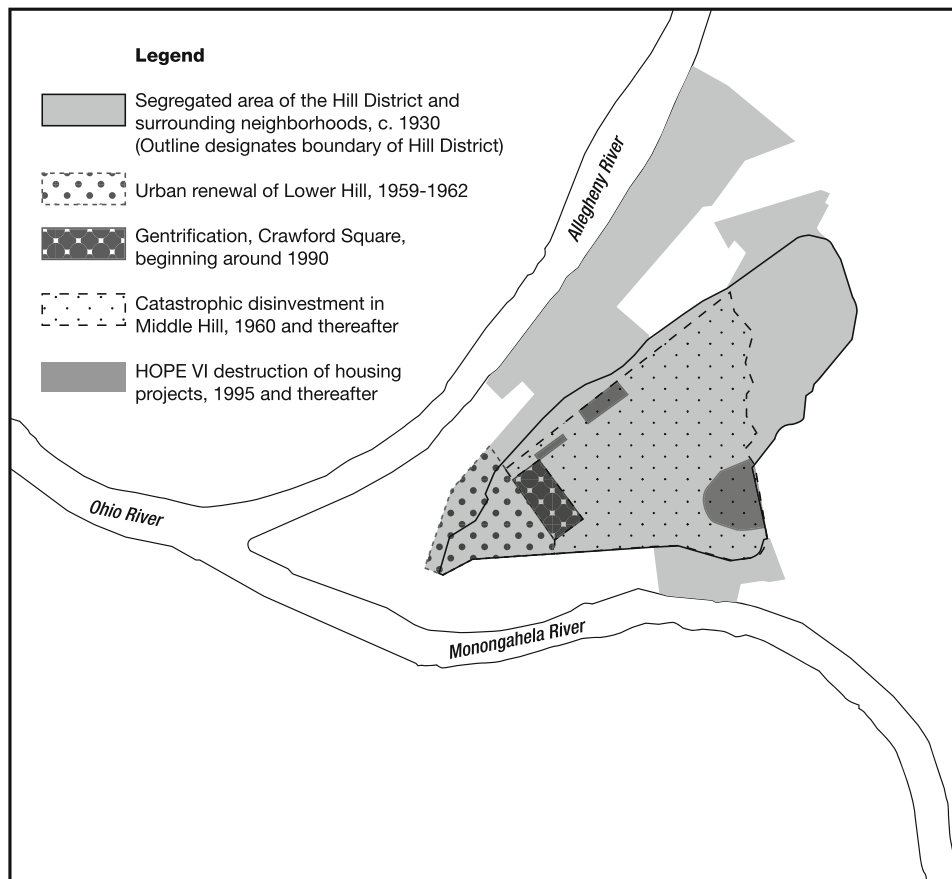 Legend
Segregated area of the Hill District and
surrounding neighborhoods, c. 1930
(Outline designates boundary of Hill District)
Urban renewal of Lower Hill, 1959-1962
Gentrification, Crawford Square,
beginning around 1990
Catastrophic disinvestment in
Middle Hill, 1960 and thereafter
HOPE VI destruction of housing
projects, 1995 and thereafter
Allegheny River
Ohio River
Monongahela River